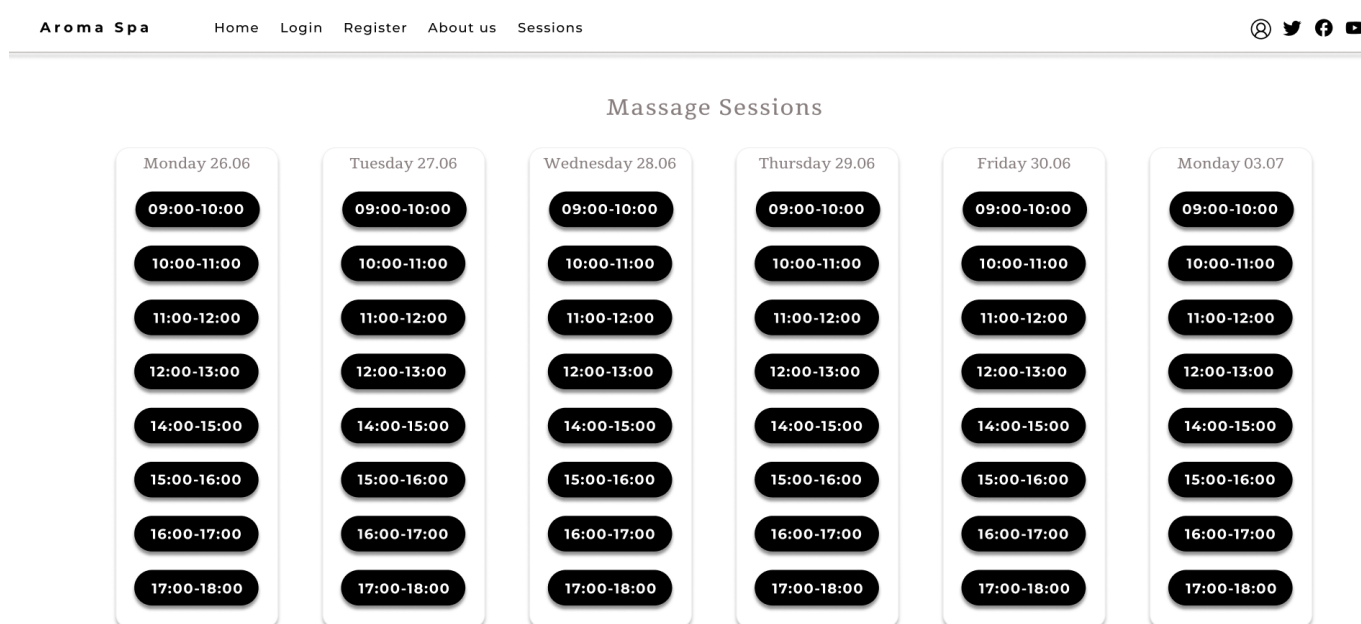 Aroma Spa Home Login Register About us Sessions
Massage Sessions
Monday 26.06 Tuesday 27.06 Wednesday 28.06 Thursday 29.06 Friday 30.06 Monday 03.07
09:00-10:00 09:00-10:00 09:00-10:00 09:00-10:00 09:00-10:00 09:00-10:00
10:00-11:00 10:00-11:00 10:00-11:00 10:00-11:00 10:00-11:00 10:00-11:00
11:00-12:00 11:00-12:00 11:00-12:00 11:00-12:00 11:00-12:00 11:00-12:00
12:00-13:00 12:00-13:00 12:00-13:00 12:00-13:00 12:00-13:00 12:00-13:00
14:00-15:00 14:00-15:00 14:00-15:00 14:00-15:00 14:00-15:00 14:00-15:00
15:00-16:00 15:00-16:00 15:00-16:00 15:00-16:00 15:00-16:00 15:00-16:00
16:00-17:00 16:00-17:00 16:00-17:00 16:00-17:00 16:00-17:00 16:00-17:00
17:00-18:00 17:00-18:00 17:00-18:00 17:00-18:00 17:00-18:00 17:00-18:00